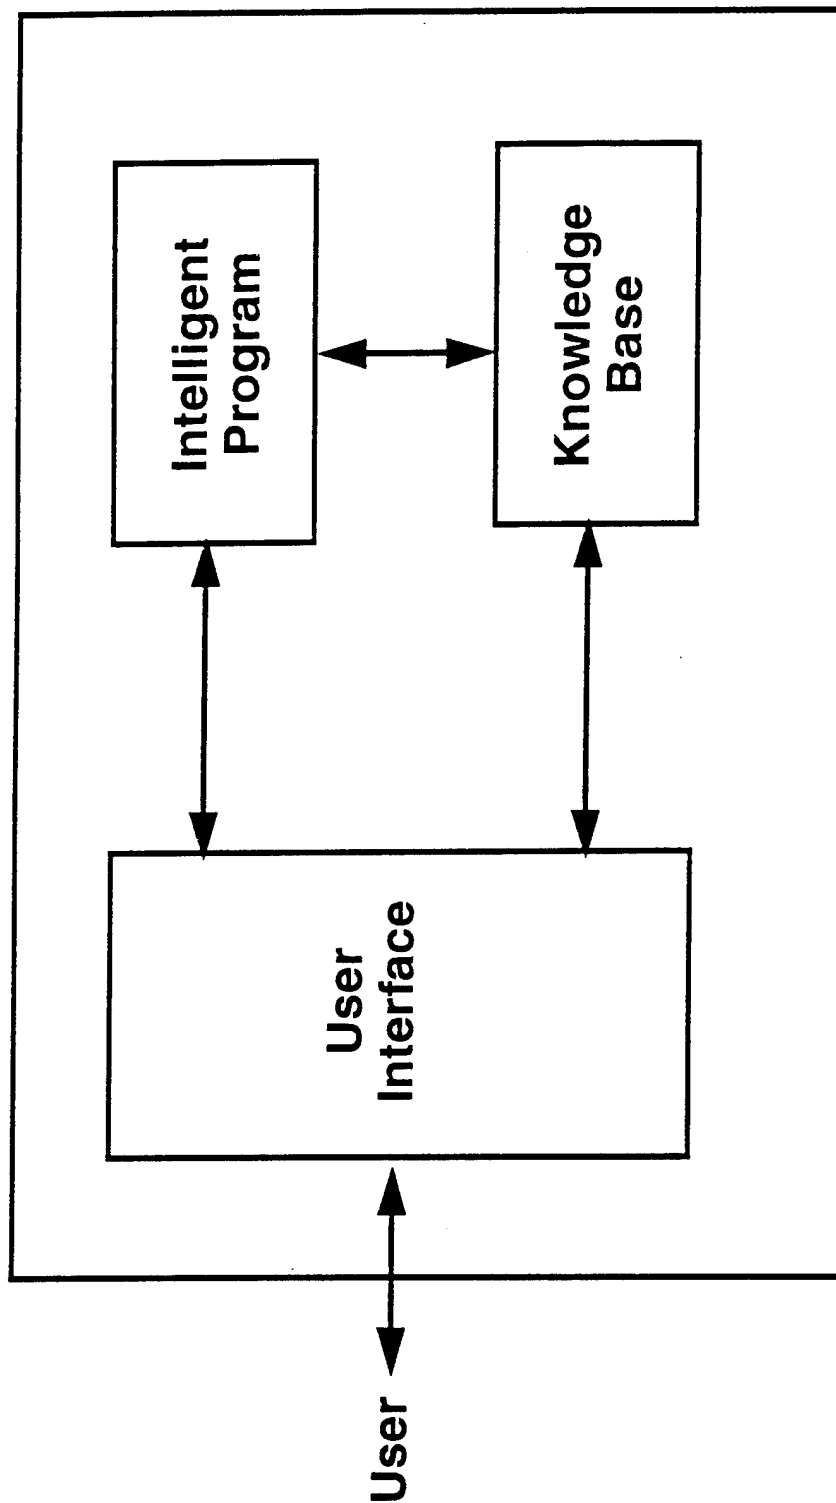 User
User
Interface
Intelligent
Program
Knowledge
Base